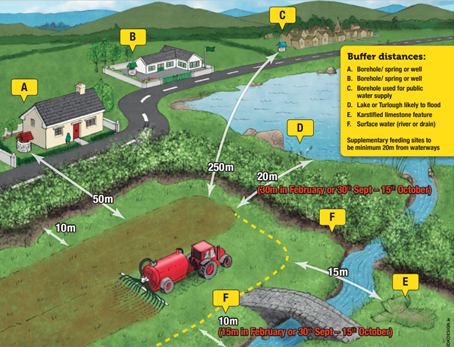 C
B
A
D
F
E
F
Buffer distances:
A. Borehole/ spring or well
B. Borehole/ spring or well
C. Borehole used for public
water supply
D. Lake or Turlough likely to flood
E. Karstified limestone feature
F. Surface water (river or drain)
Supplementary feeding sites to
be minimum 20m from waterways
250m
20m
(30m in February or 30th Sept – 15th October)
50m
10m
15m
10m
(15m in February or 30th Sept – 15th October)